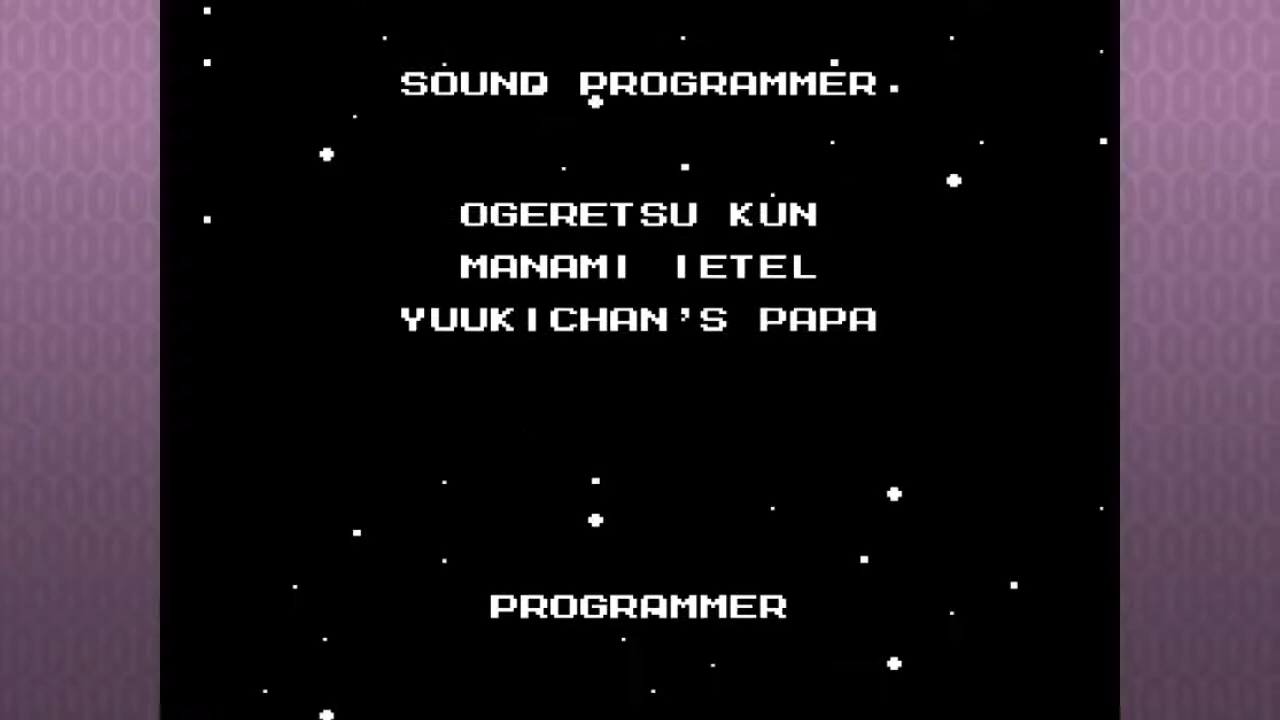 SOUND PROGRAMMER
OGERETSU KUN
MANAMI IETEL
YUUKICHAN'S PAPA
PROGRAMMER